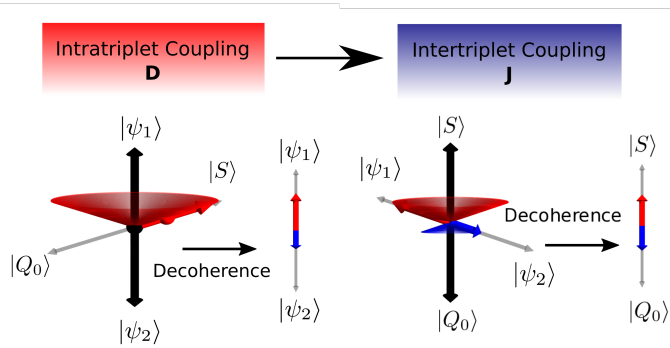 Intratriplet Coupling
D
Intertriplet Coupling
J
|ψ₁⟩
|S⟩
|Q₀⟩
|ψ₂⟩
Decoherence
|ψ₁⟩
|ψ₂⟩
|S⟩
|ψ₁⟩
|ψ₂⟩
|Q₀⟩
Decoherence
|S⟩
|Q₀⟩